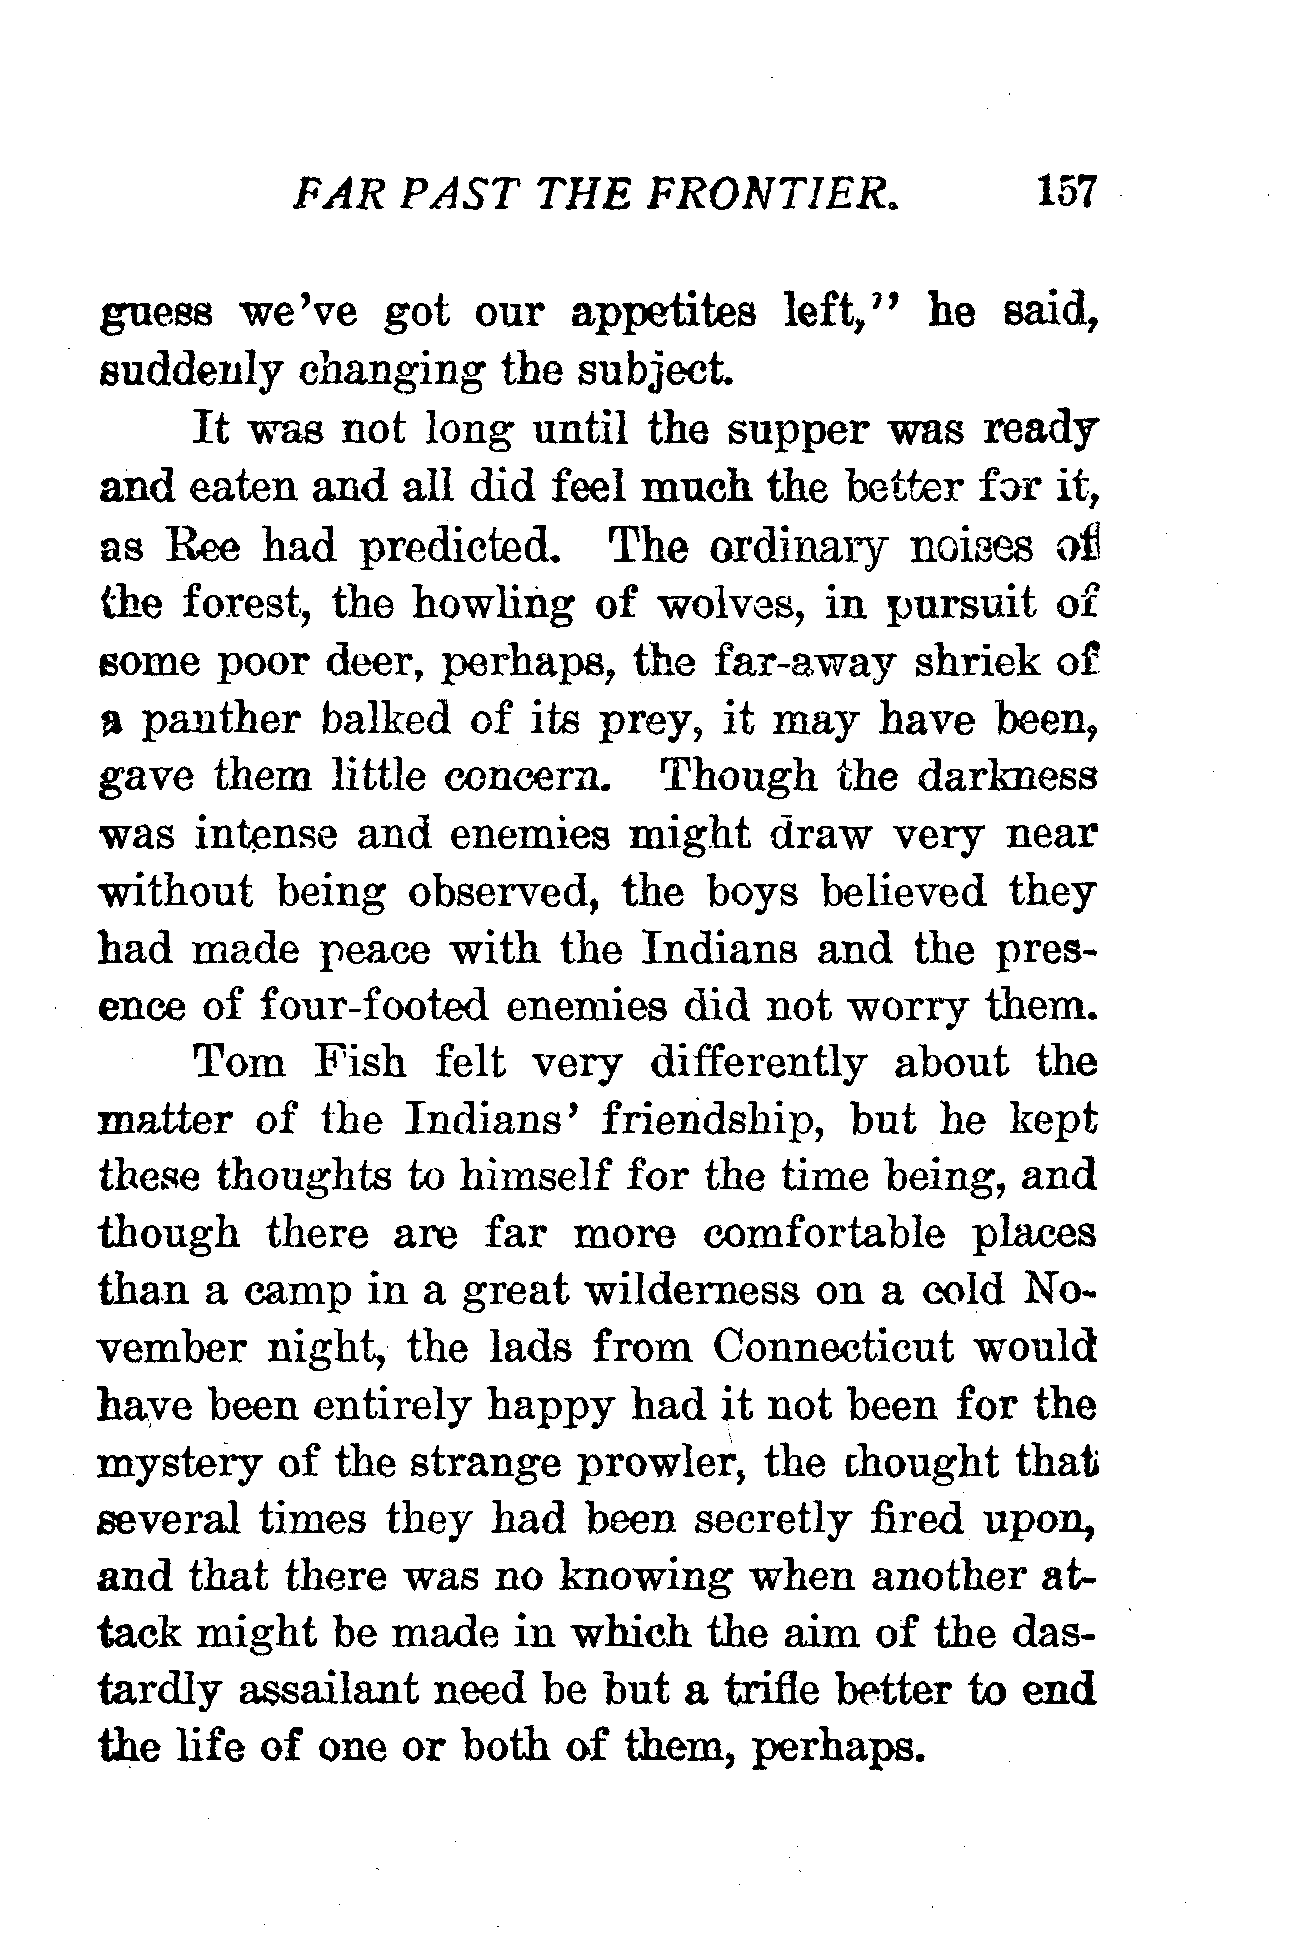 FAR PAST THE FRONTIER. 157
guess we've got our appetites left," he said,
suddenly changing the subject.
It was not long until the supper was ready
and eaten and all did feel much the better for it,
as Ree had predicted. The ordinary noises of
the forest, the howling of wolves, in pursuit of
some poor deer, perhaps, the far-away shriek of
a panther balked of its prey, it may have been,
gave them little concern. Though the darkness
was intense and enemies might draw very near
without being observed, the boys believed they
had made peace with the Indians and the pres-
ence of four-footed enemies did not worry them.
Tom Fish felt very differently about the
matter of the Indians' friendship, but he kept
these thoughts to himself for the time being, and
though there are far more comfortable places
than a camp in a great wilderness on a cold No-
vember night, the lads from Connecticut would
have been entirely happy had it not been for the
mystery of the strange prowler, the thought that
several times they had been secretly fired upon,
and that there was no knowing when another at-
tack might be made in which the aim of the das-
tardly assailant need be but a trifle better to end
the life of one or both of them, perhaps.